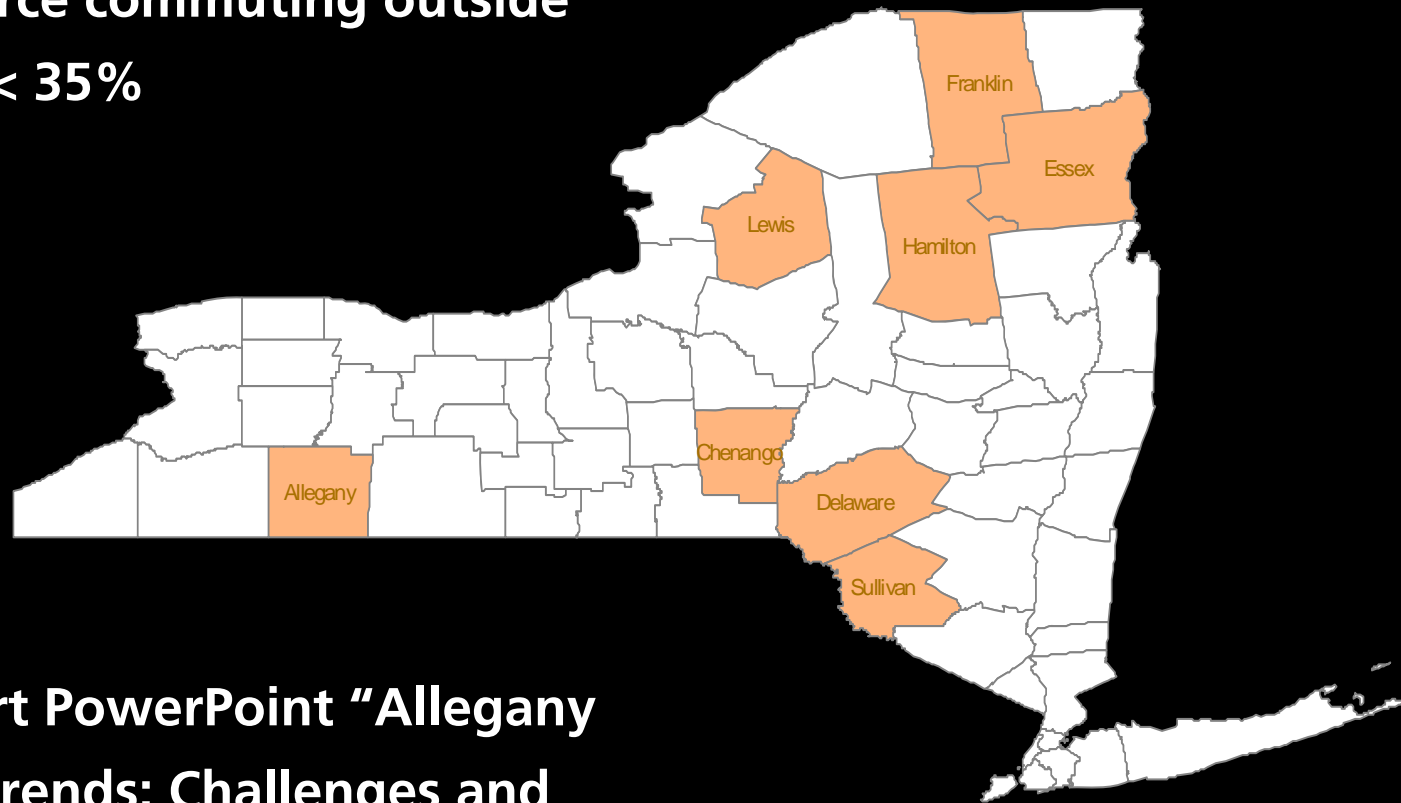 rce commuting outside
< 35%
Franklin
Essex
Lewis
Hamilton
Chenango
Allegany
Delaware
Sullivan
rt PowerPoint “Allegany
rends: Challenges and